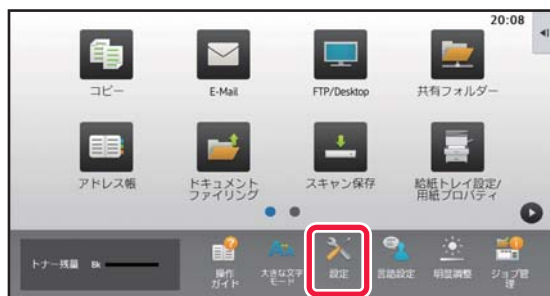 20:08
コピー
E-Mail
FTP/Desktop
共有フォルダー
アドレス帳
ドキュメント
ファイリング
スキャン保存
給紙トレイ設定/
用紙プロパティ
トナー残量 Bk
操作
ガイド
大きな文字
モード
設定
言語設定
明度調整
ジョブ管
理